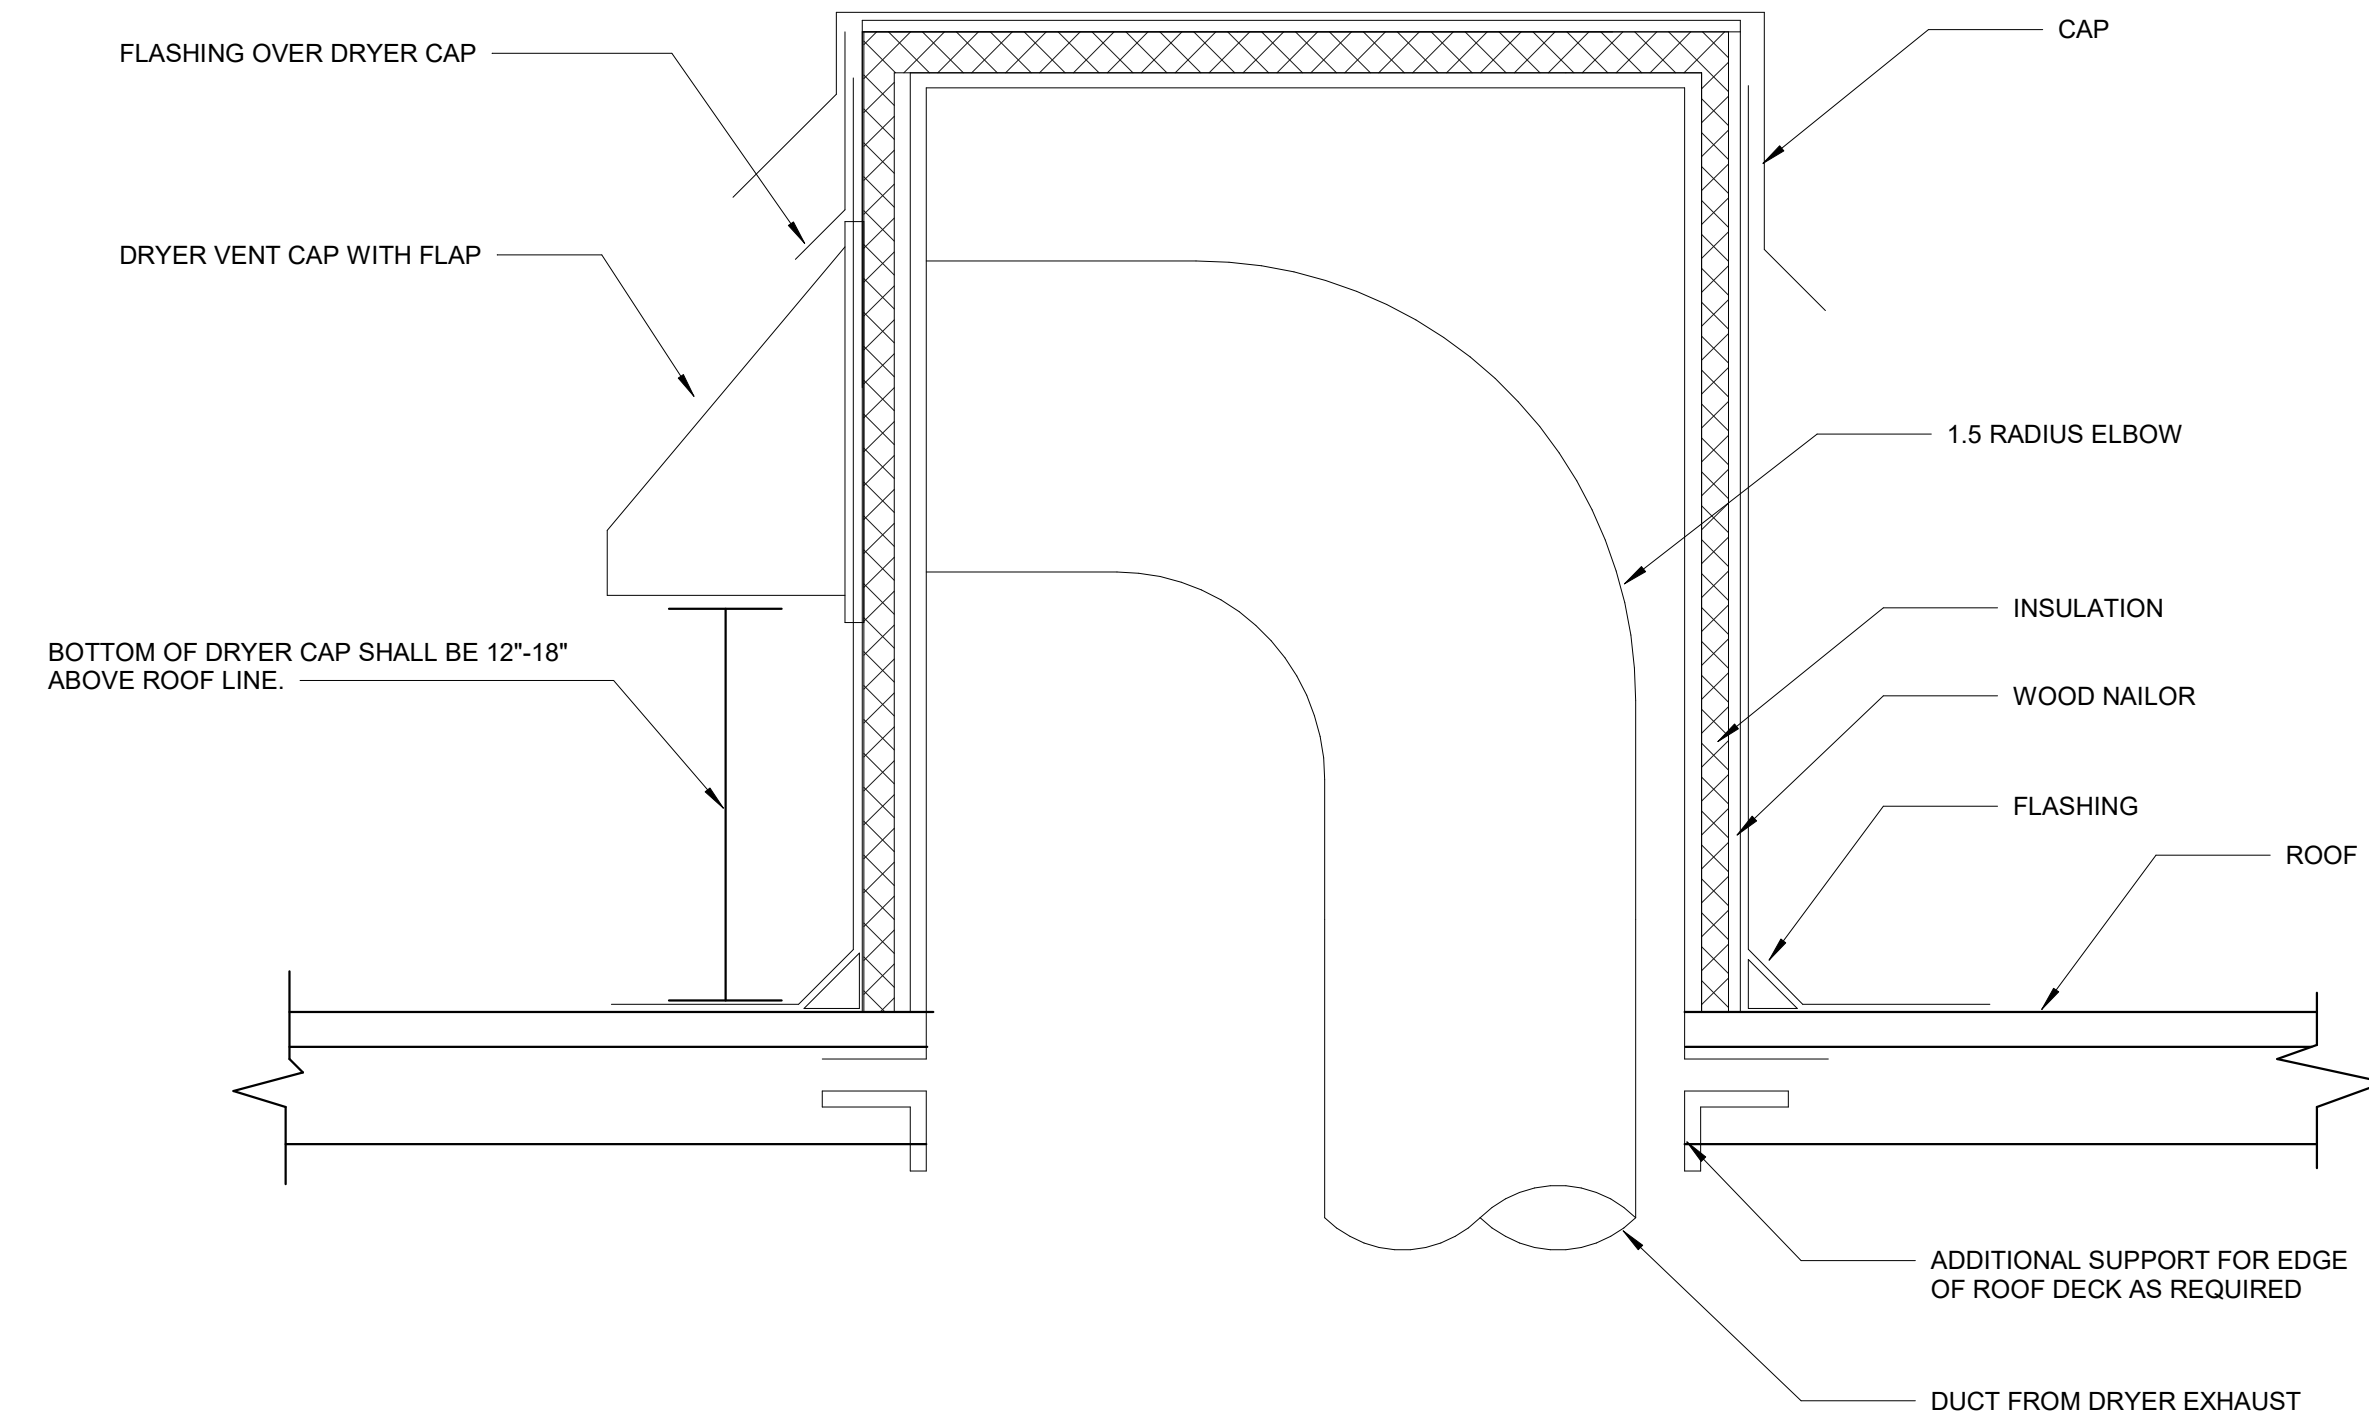 FLASHING OVER DRYER CAP
CAP
DRYER VENT CAP WITH FLAP
1.5 RADIUS ELBOW
INSULATION
BOTTOM OF DRYER CAP SHALL BE 12"-18"
ABOVE ROOF LINE.
WOOD NAILOR
FLASHING
ROOF
ADDITIONAL SUPPORT FOR EDGE
OF ROOF DECK AS REQUIRED
DUCT FROM DRYER EXHAUST